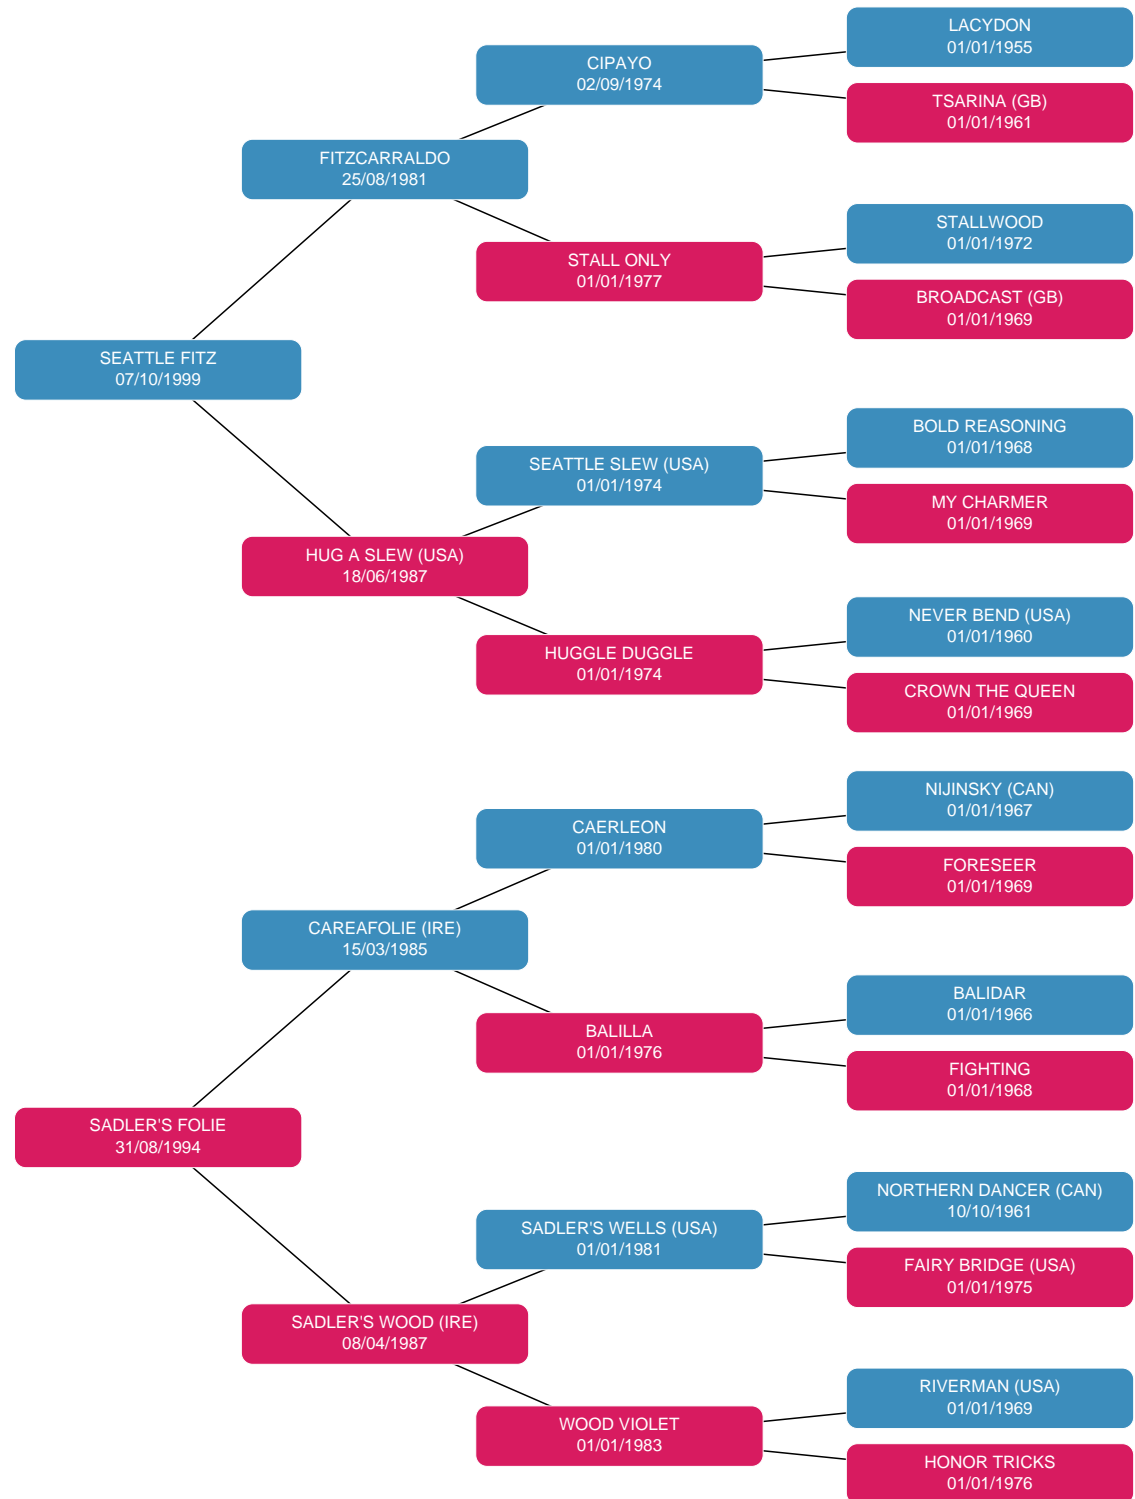 LACYDON
01/01/1955
CIPAYO
02/09/1974
TSARINA (GB)
01/01/1961
FITZCARRALDO
25/08/1981
STALLWOOD
01/01/1972
STALL ONLY
01/01/1977
BROADCAST (GB)
01/01/1969
SEATTLE FITZ
07/10/1999
BOLD REASONING
01/01/1968
SEATTLE SLEW (USA)
01/01/1974
MY CHARMER
01/01/1969
HUG A SLEW (USA)
18/06/1987
NEVER BEND (USA)
01/01/1960
HUGGLE DUGGLE
01/01/1974
CROWN THE QUEEN
01/01/1969
NIJINSKY (CAN)
01/01/1967
CAERLEON
01/01/1980
FORESEER
01/01/1969
CAREAFOLIE (IRE)
15/03/1985
BALIDAR
01/01/1966
BALILLA
01/01/1976
FIGHTING
01/01/1968
SADLER'S FOLIE
31/08/1994
NORTHERN DANCER (CAN)
10/10/1961
SADLER'S WELLS (USA)
01/01/1981
FAIRY BRIDGE (USA)
01/01/1975
SADLER'S WOOD (IRE)
08/04/1987
RIVERMAN (USA)
01/01/1969
WOOD VIOLET
01/01/1983
HONOR TRICKS
01/01/1976